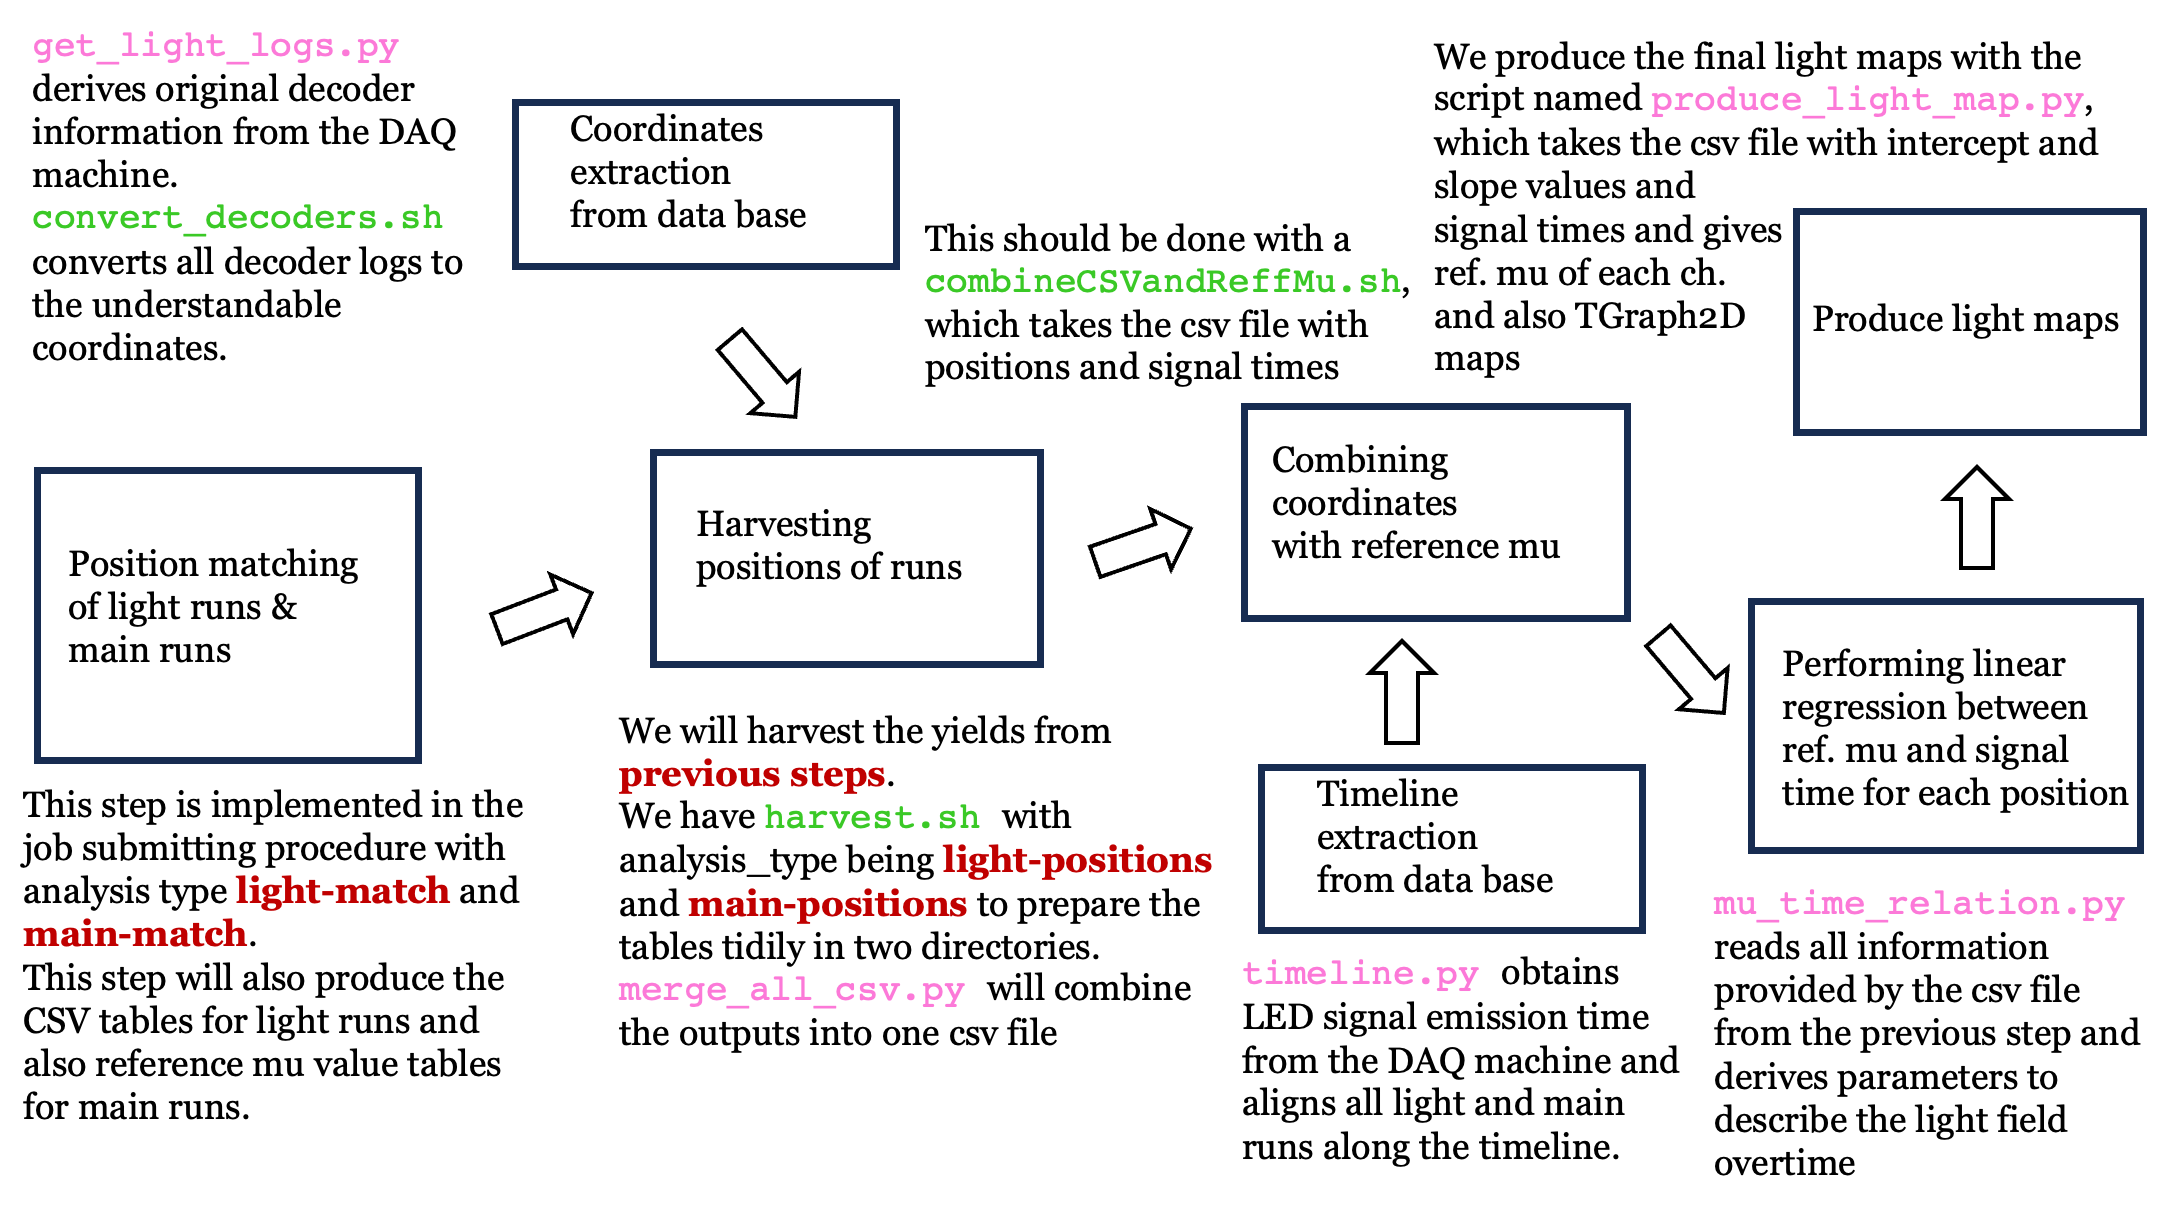 get_light_logs.py
derives original decoder
information from the DAQ
machine.
convert_decoders.sh
converts all decoder logs to
the understandable
coordinates.
Coordinates
extraction
from data base
This should be done with a
combineCSVandReffMu.sh,
which takes the csv file with
positions and signal times
We produce the final light maps with the
script named produce_light_map.py,
which takes the csv file with intercept and
slope values and
signal times and gives
ref. mu of each ch.
and also TGraph2D
maps
Produce light maps
Position matching
of light runs &
main runs
Harvesting
positions of runs
Combining
coordinates
with reference mu
Performing linear
regression between
ref. mu and signal
time for each position
This step is implemented in the
job submitting procedure with
analysis type light-match and
main-match.
This step will also produce the
CSV tables for light runs and
also reference mu value tables
for main runs.
We will harvest the yields from
previous steps.
We have harvest.sh with
analysis_type being light-positions
and main-positions to prepare the
tables tidily in two directories.
merge_all_csv.py will combine
the outputs into one csv file
Timeline
extraction
from data base
timeline.py obtains
LED signal emission time
from the DAQ machine and
aligns all light and main
runs along the timeline.
mu_time_relation.py
reads all information
provided by the csv file
from the previous step and
derives parameters to
describe the light field
overtime